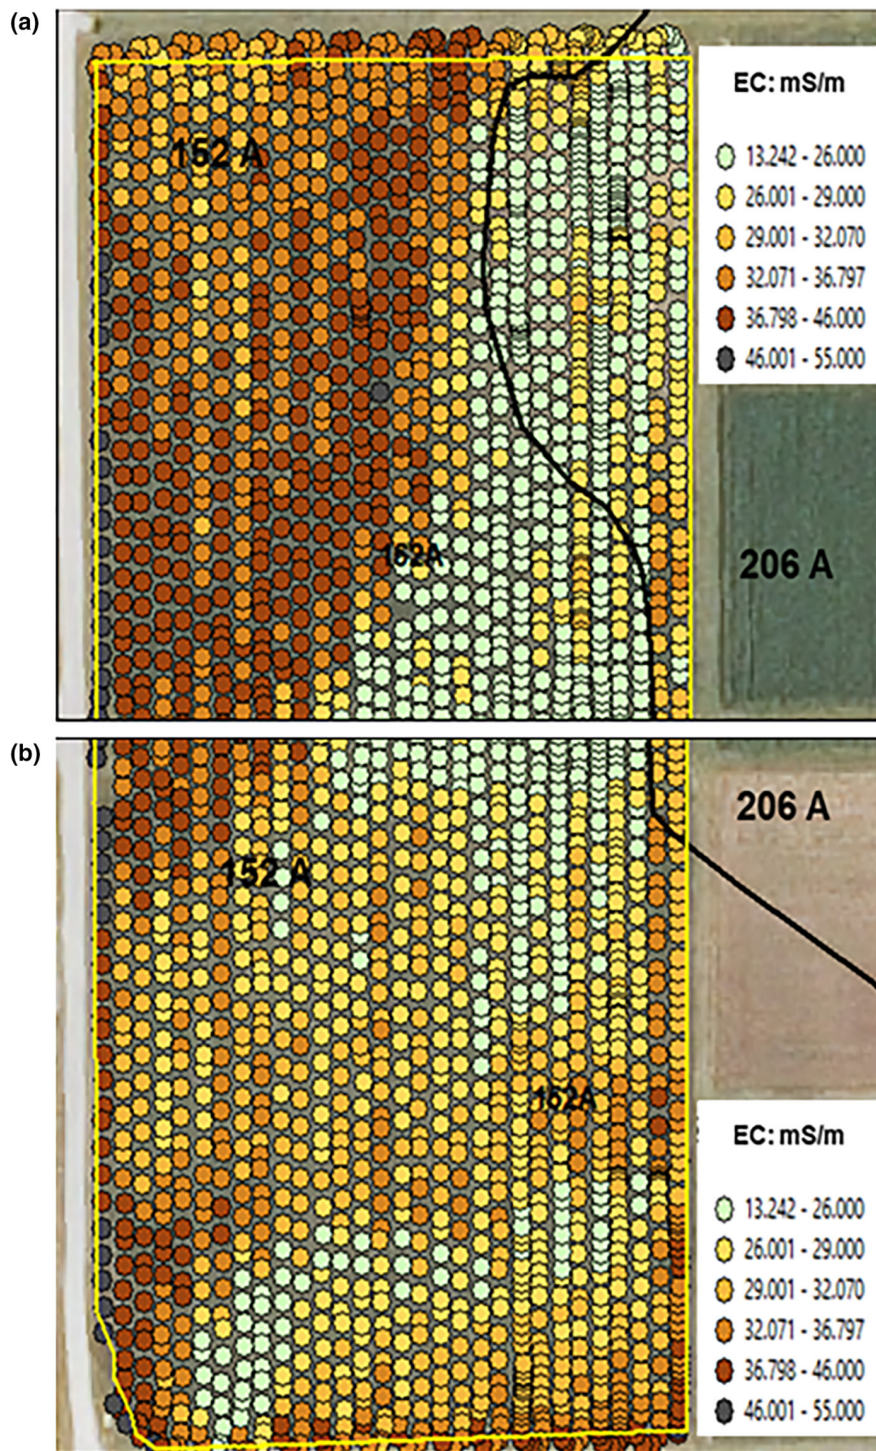 (a)
EC: mS/m
152 A
13.242 - 26.000
26.001 - 29.000
29.001 - 32.070
32.071 - 36.797
36.798 - 46.000
46.001 - 55.000
162A
206 A
(b)
206 A
152 A
152A
EC: mS/m
13.242 - 26.000
26.001 - 29.000
29.001 - 32.070
32.071 - 36.797
36.798 - 46.000
46.001 - 55.000